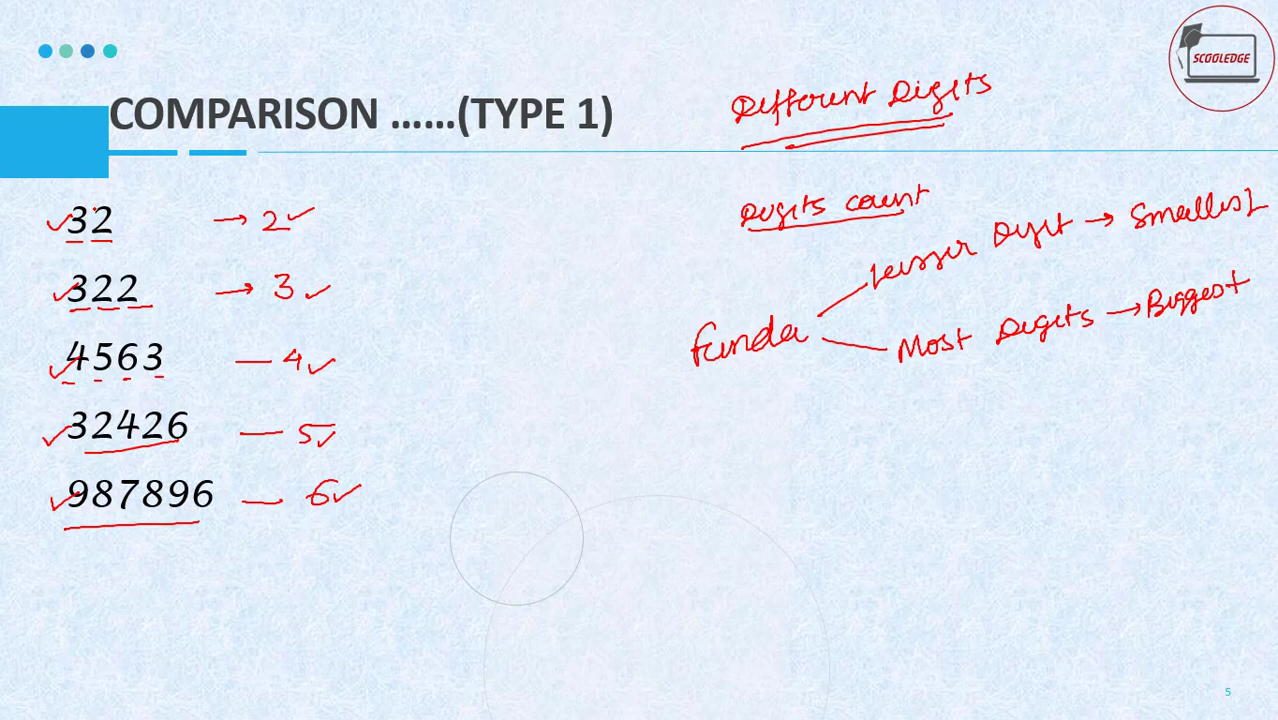 SCOOLEDGE
COMPARISON ......(TYPE 1)
Different Digits
32 → 2
Digits count
Lesser Digit → Smallest
322 → 3
Most Digits → Biggest
funda
4563 — 4
32426 — 5
987896 — 6
5